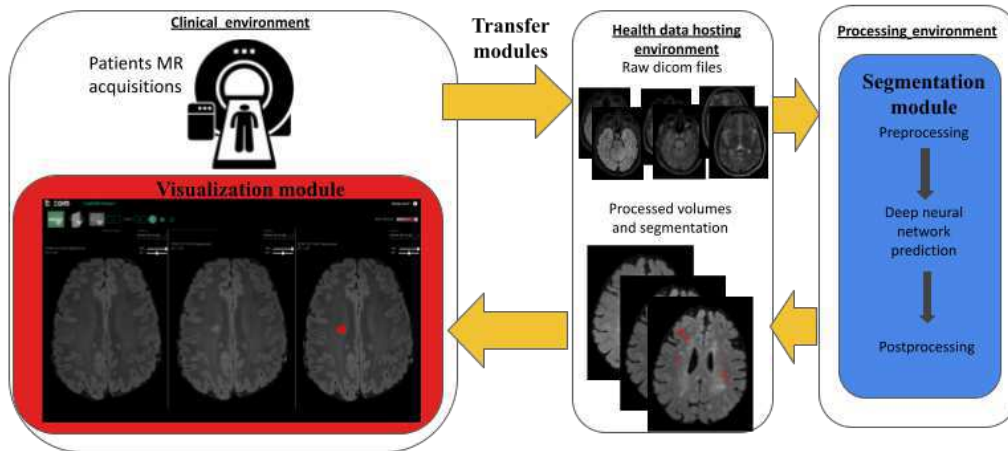 Clinical environment
Patients MR
acquisitions
Visualization module
Transfer
modules
Health data hosting
environment
Raw dicom files
Processed volumes
and segmentation
Processing environment
Segmentation
module
Preprocessing
Deep neural
network
prediction
Postprocessing